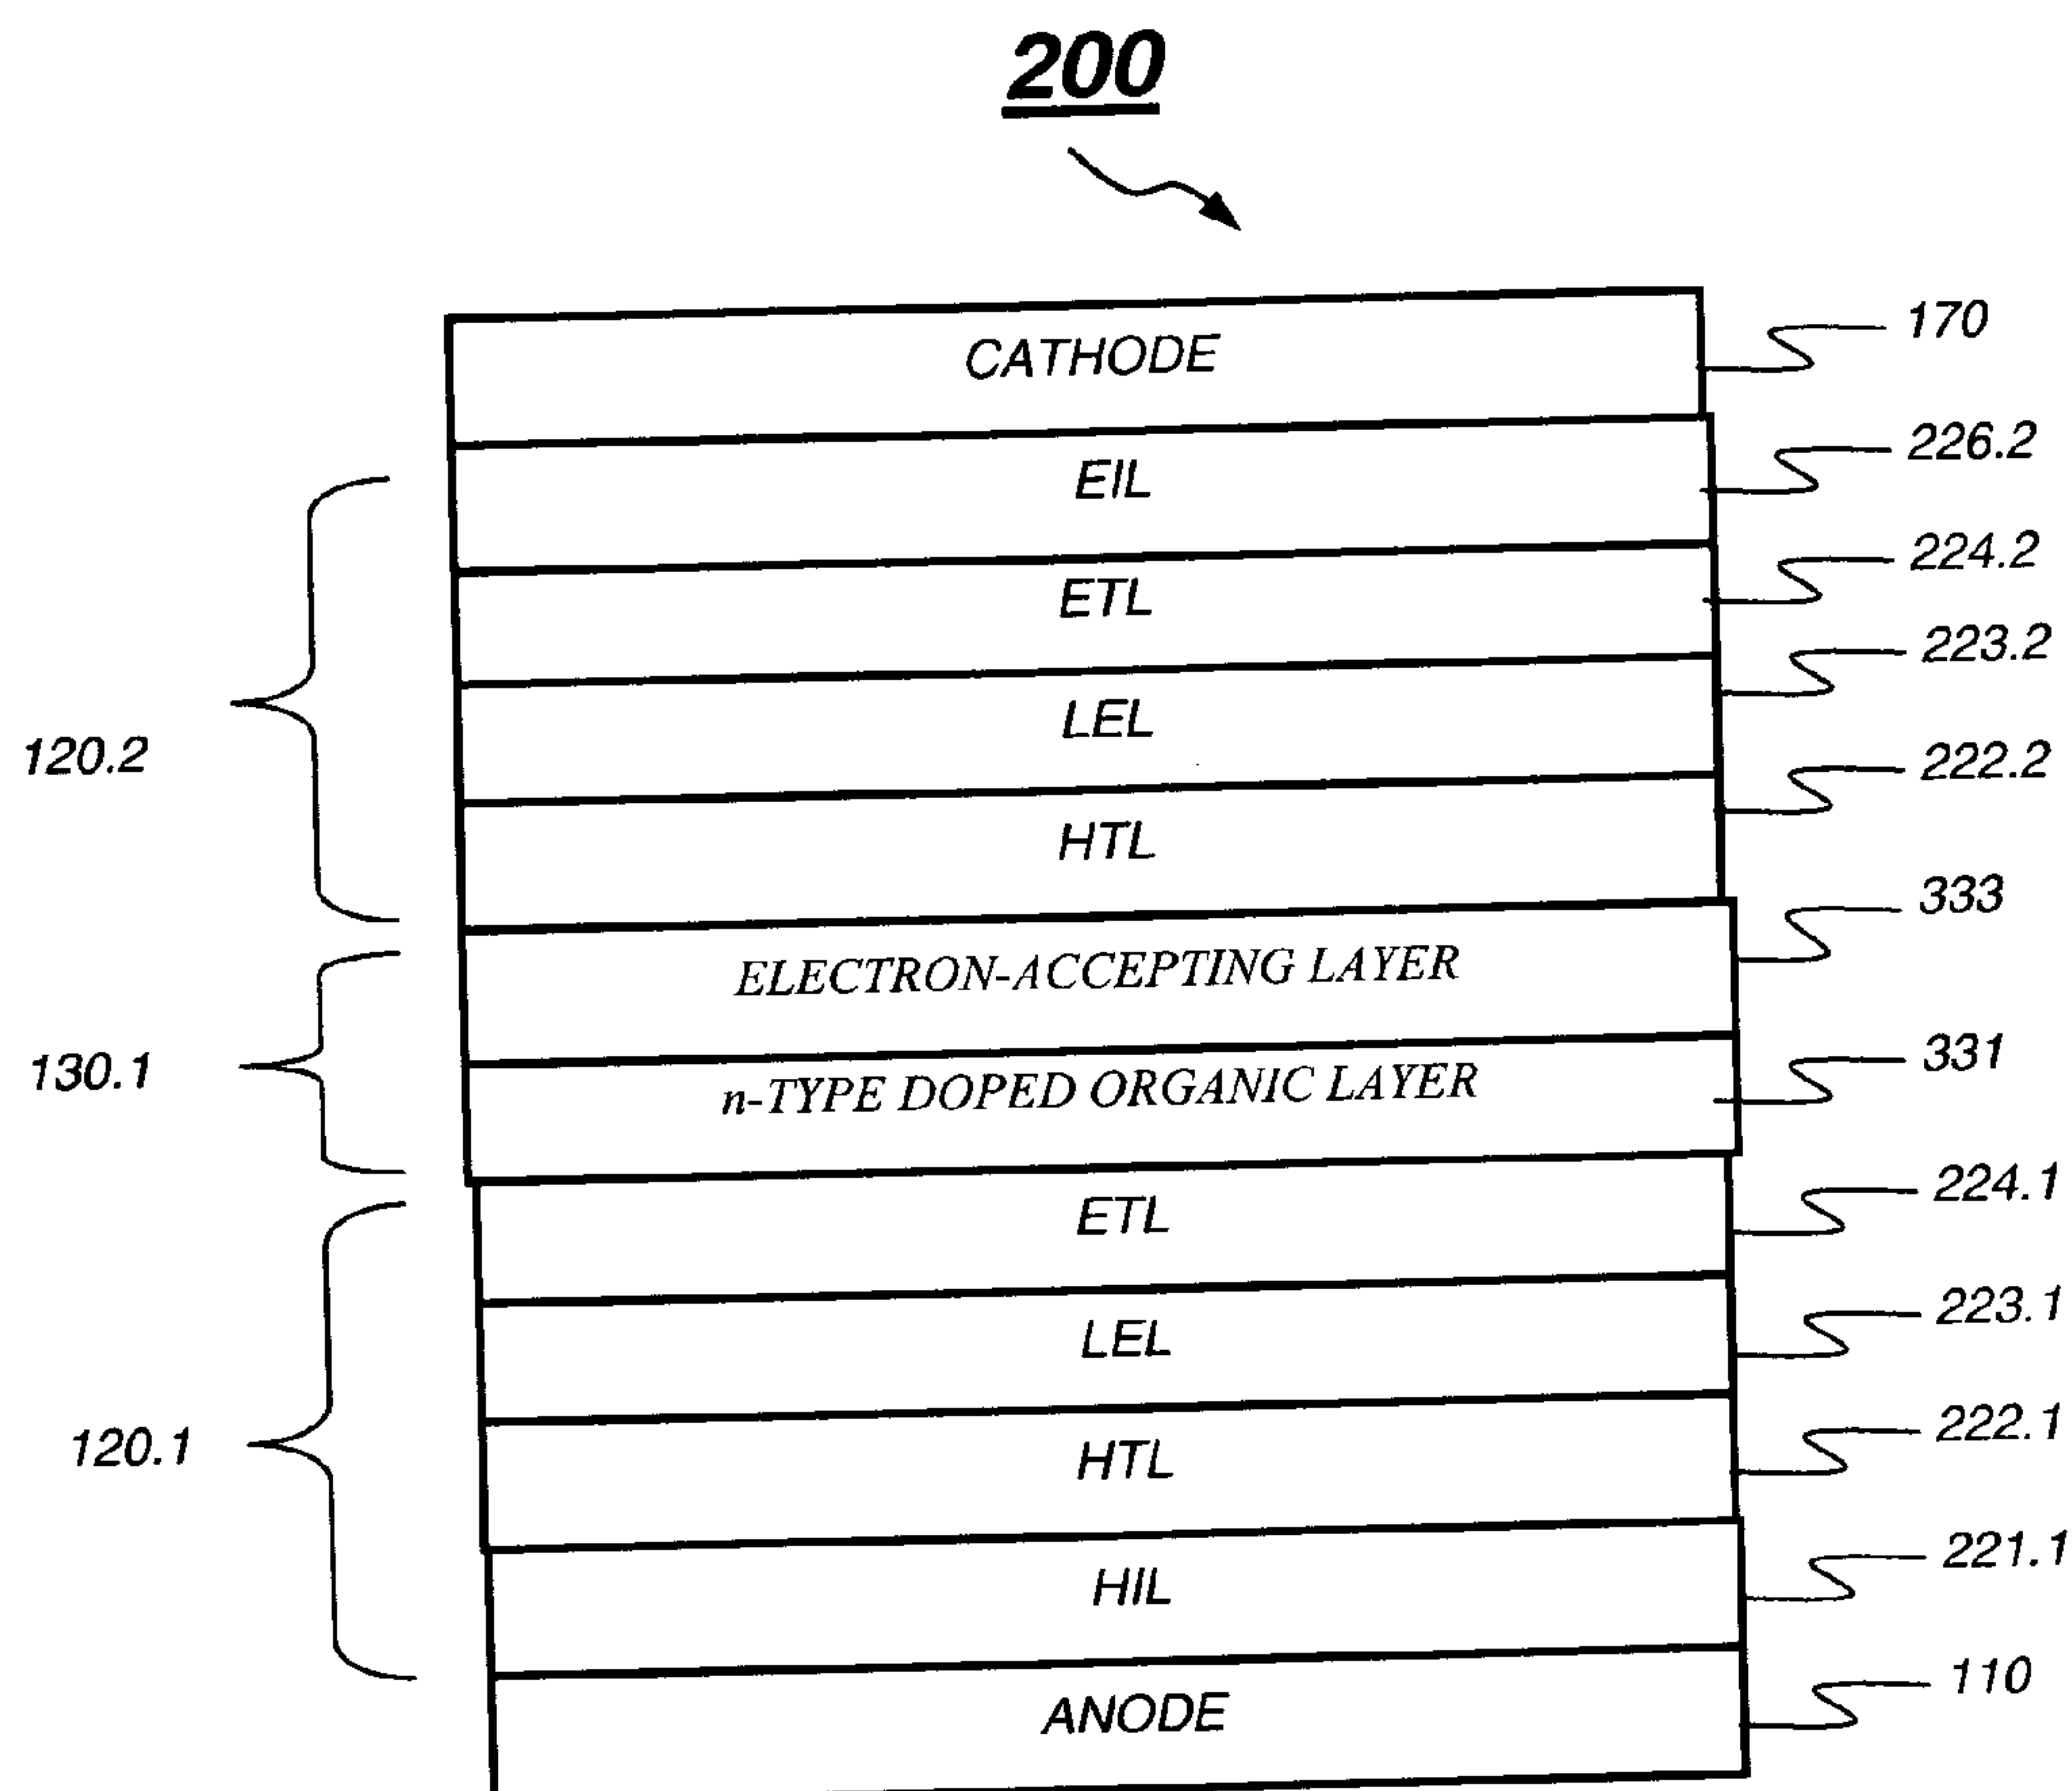 200
CATHODE 170
EIL 226.2
ETL 224.2
LEL 223.2
120.2
HTL 222.2
ELECTRON-ACCEPTING LAYER 333
130.1
n-TYPE DOPED ORGANIC LAYER 331
ETL 224.1
LEL 223.1
120.1
HTL 222.1
HIL 221.1
ANODE 110